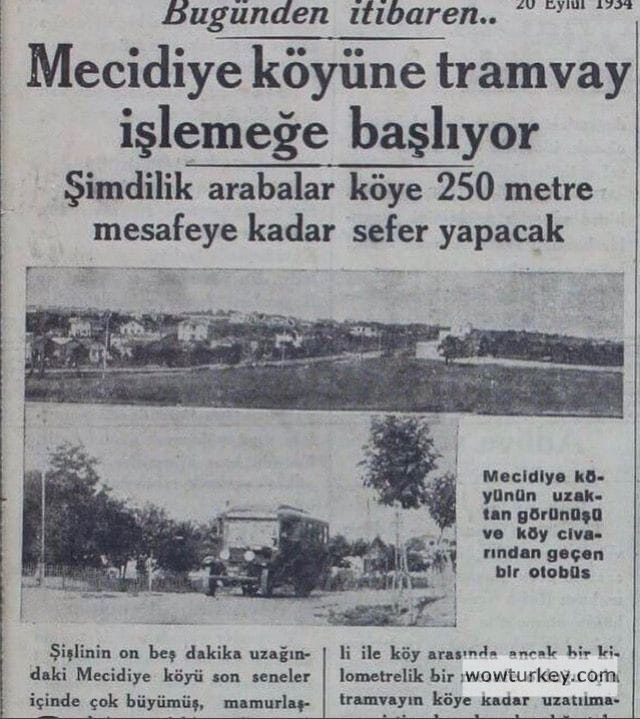 Bugünden itibaren..
20 Eylül 1934
Mecidiye köyüne tramvay
işlemeğe başlıyor
Şimdilik arabalar köye 250 metre
mesafeye kadar sefer yapacak
Mecidiye kö-
yünün uzak-
tan görünüşü
ve köy civa-
rından geçen
bir otobüs
Şişlinin on beş dakika uzağın-
daki Mecidiye köyü son seneler
içinde çok büyümüş, mamurlaş-
li ile köy arasında ancak bir ki-
lometrelik bir
tramvayın köye kadar uzatılma-
wowturkey.com